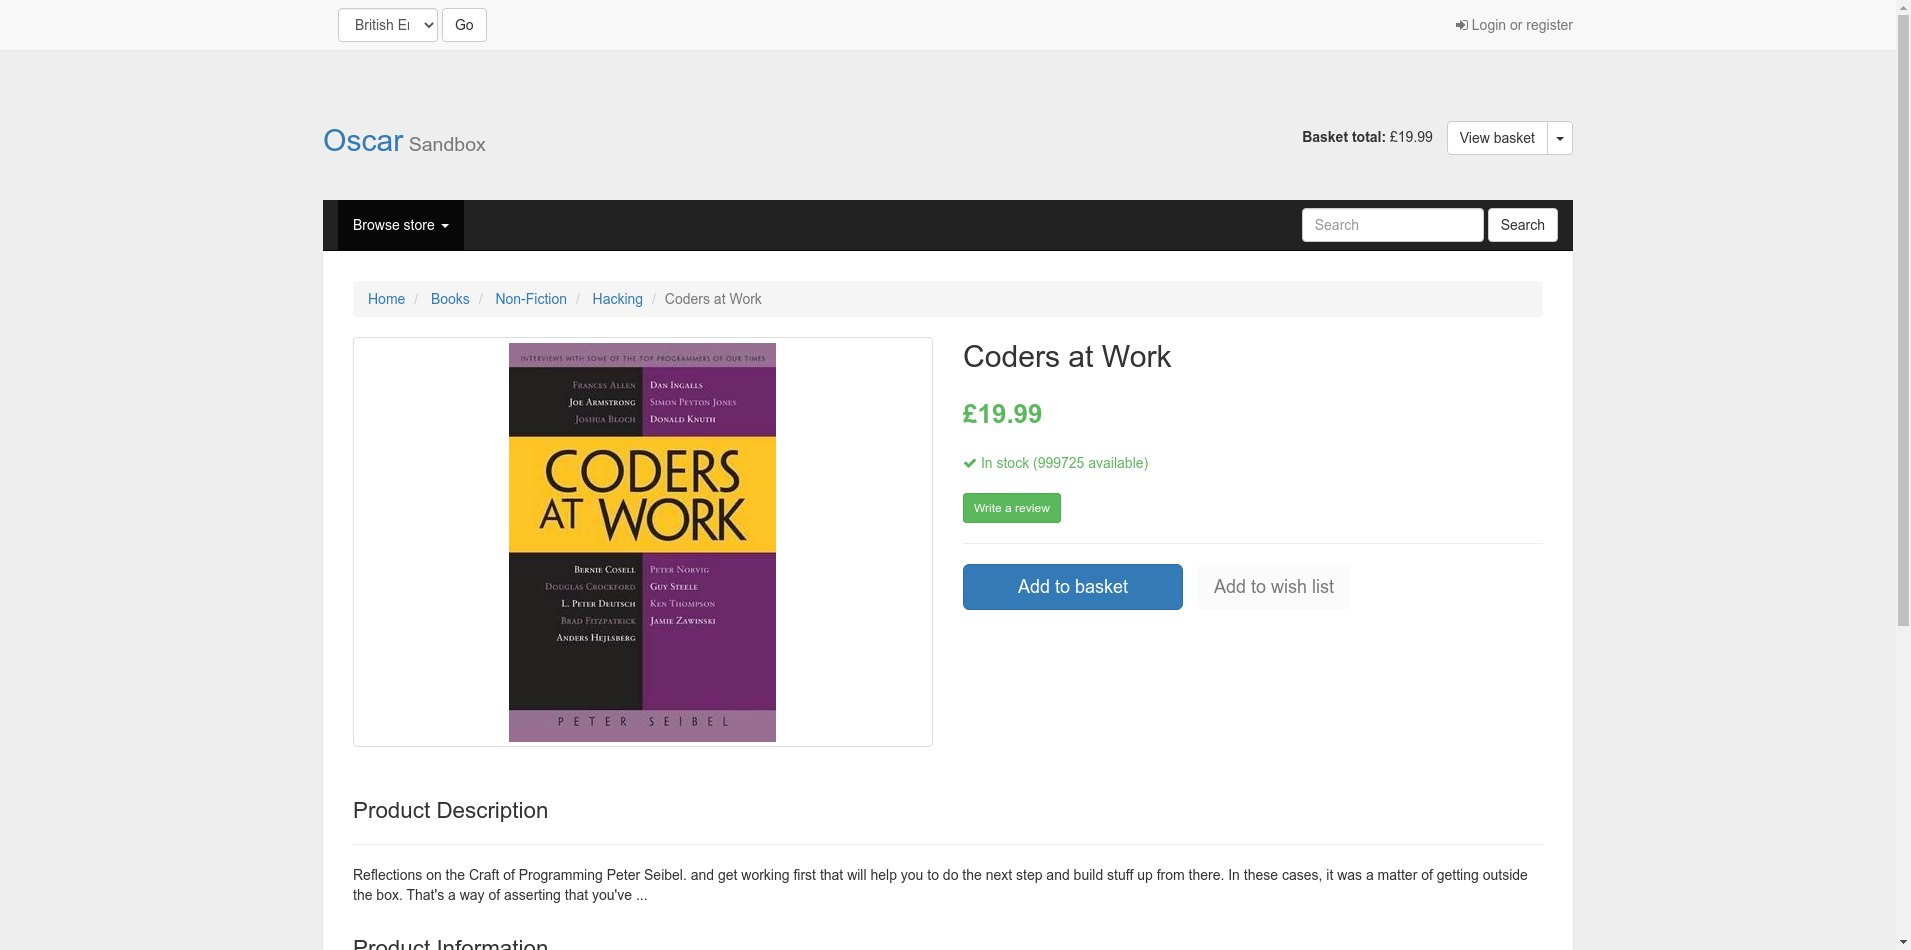 British En
Go
Login or register
Oscar Sandbox
Basket total: £19.99
View basket
Browse store
Search
Search
Home / Books / Non-Fiction / Hacking / Coders at Work
INTERVIEWS WITH SOME OF THE TOP PROGRAMMERS OF OUR TIMES
FRANCES ALLEN
JOE ARMSTRONG
JOSHUA BLOCH
DAN INGALLS
SIMON PEYTON JONES
DONALD KNUTH
CODERS
AT WORK
BERNIE COSELL
DOUGLAS CROCKFORD
L. PETER DEUTSCH
BRAD FITZPATRICK
ANDERS HEJLSBERG
PETER NORVIG
GUY STEELE
KEN THOMPSON
JAMIE ZAWINSKI
PETER SEIBEL
Coders at Work
£19.99
In stock (999725 available)
Write a review
Add to basket
Add to wish list
Product Description
Reflections on the Craft of Programming Peter Seibel. and get working first that will help you to do the next step and build stuff up from there. In these cases, it was a matter of getting outside
the box. That's a way of asserting that you've ...
Product Information